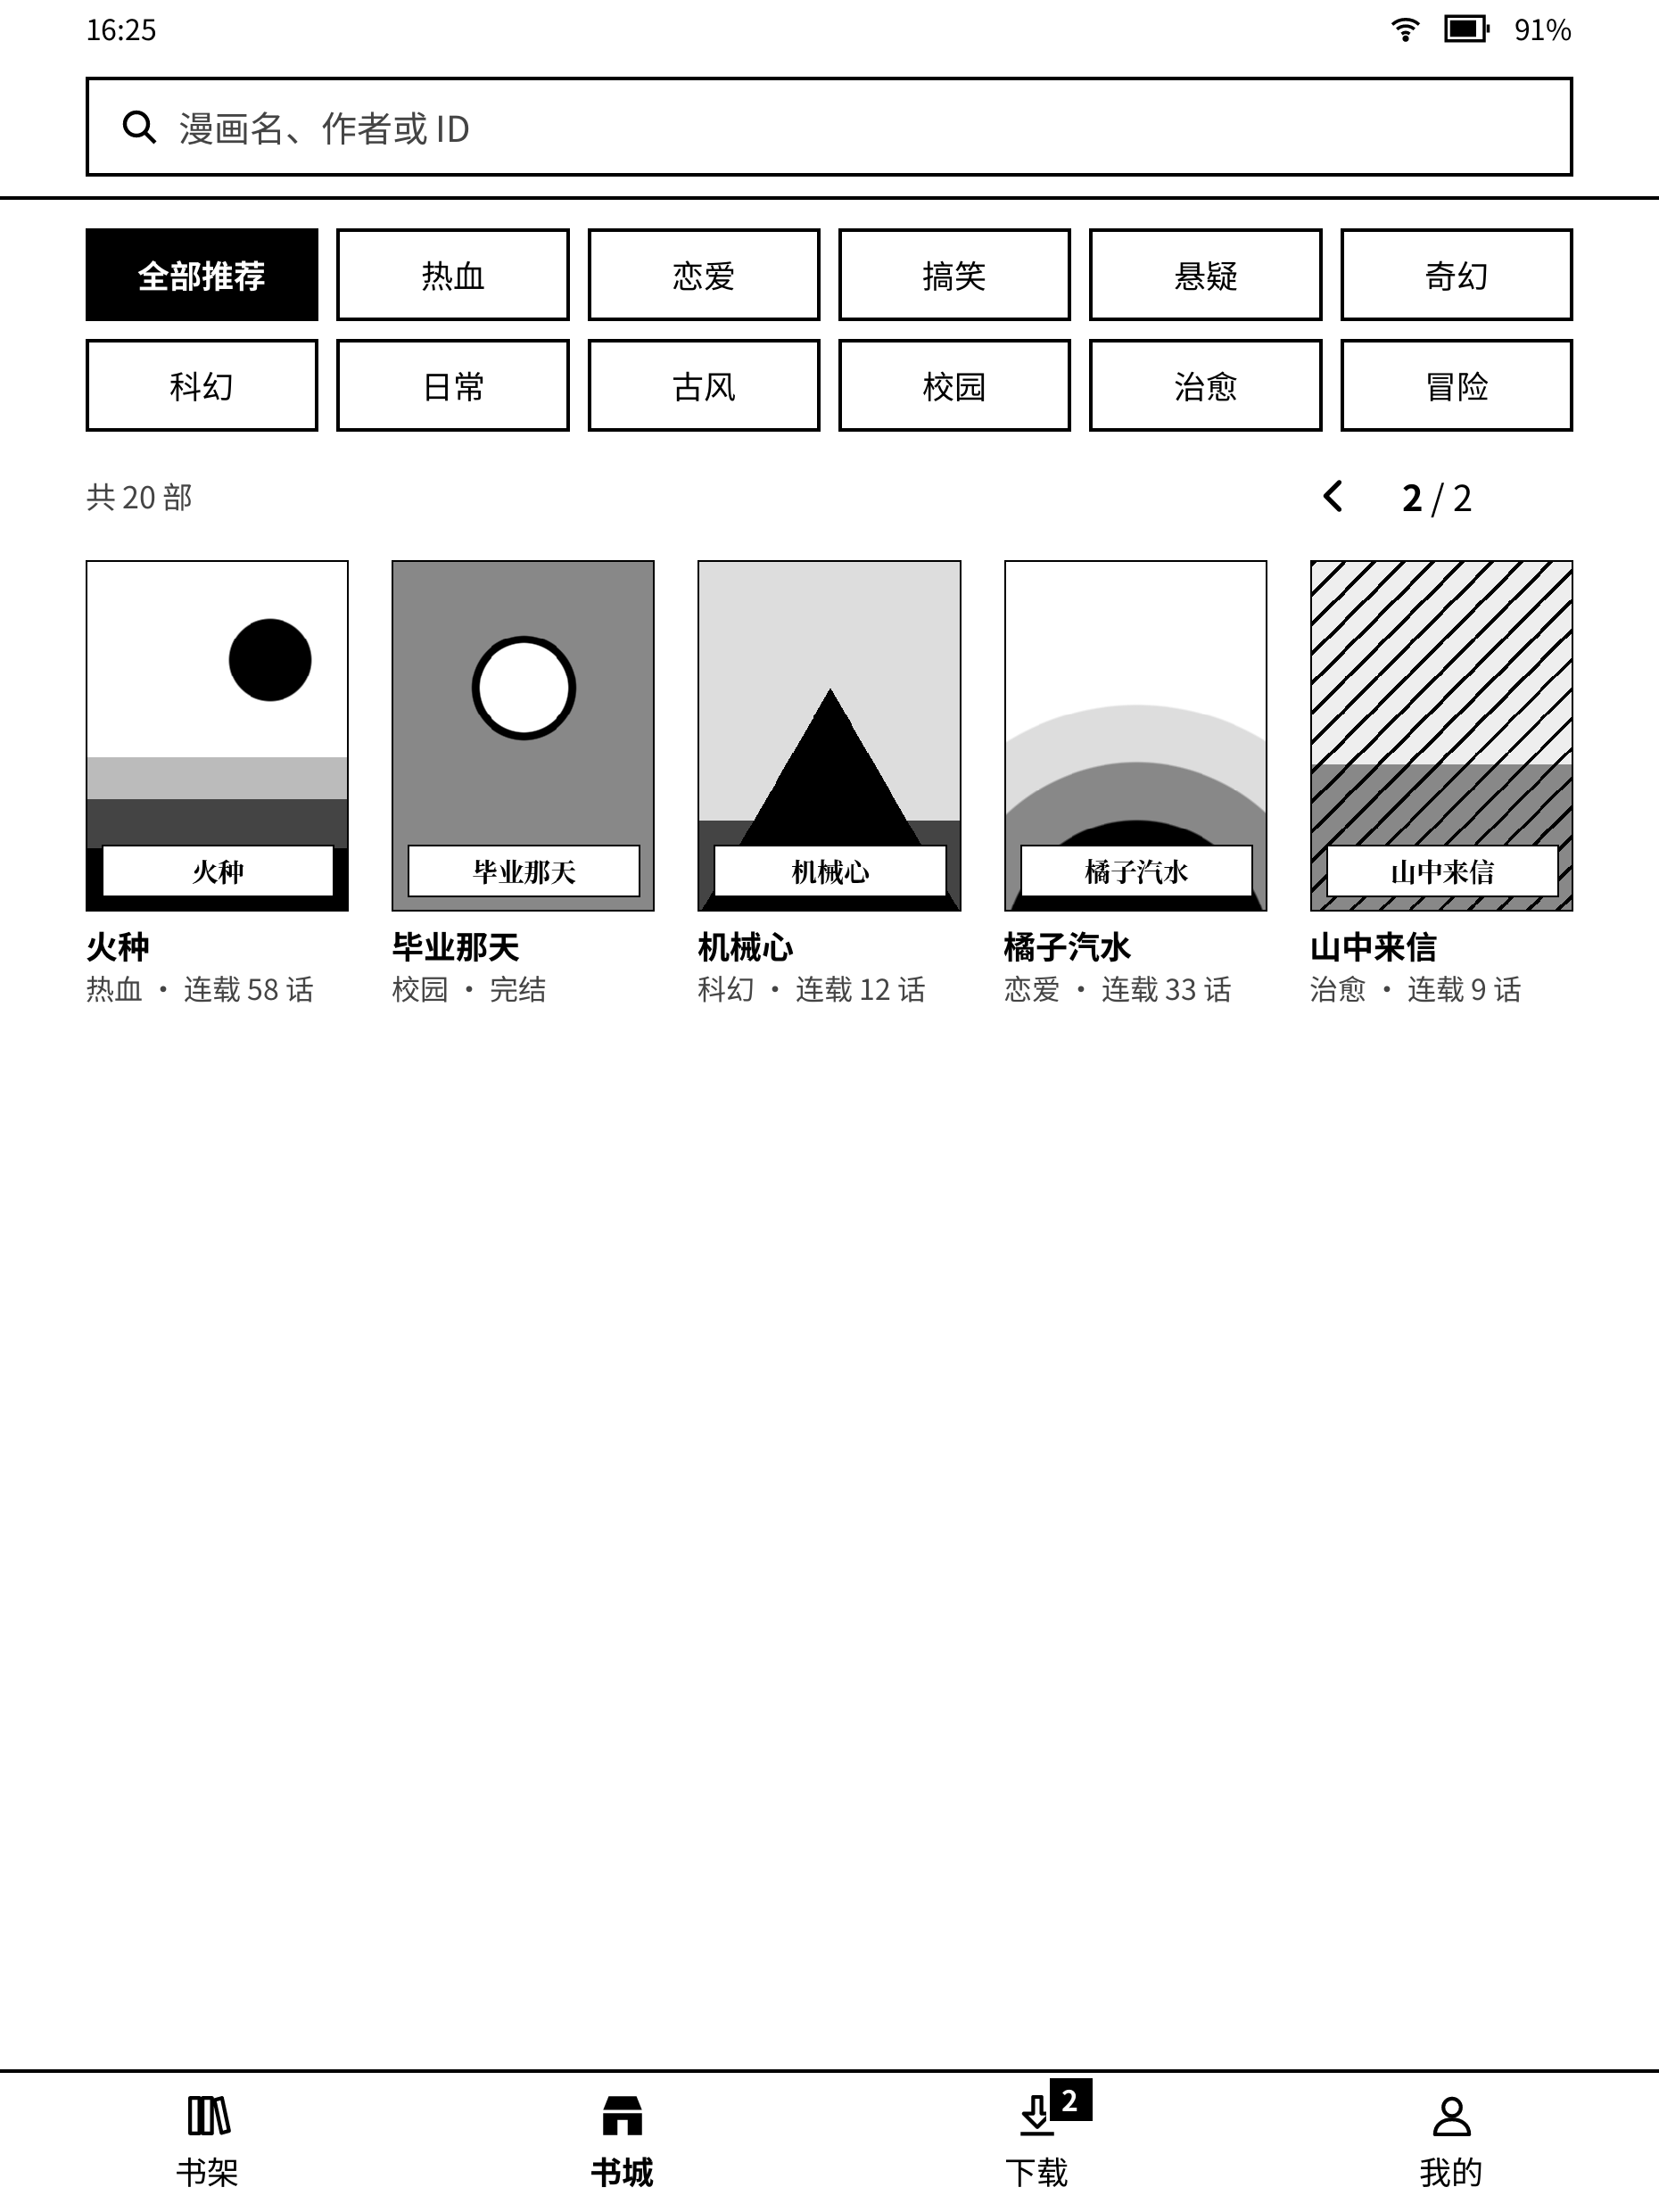 16:25 91%
漫画名、作者或 ID
全部推荐 热血 恋爱 搞笑 悬疑 奇幻
科幻 日常 古风 校园 治愈 冒险
共 20 部 2 / 2
火种 毕业那天 机械心 橘子汽水 山中来信
火种 毕业那天 机械心 橘子汽水 山中来信
热血 · 连载 58 话 校园 · 完结 科幻 · 连载 12 话 恋爱 · 连载 33 话 治愈 · 连载 9 话
2
书架 书城 下载 我的